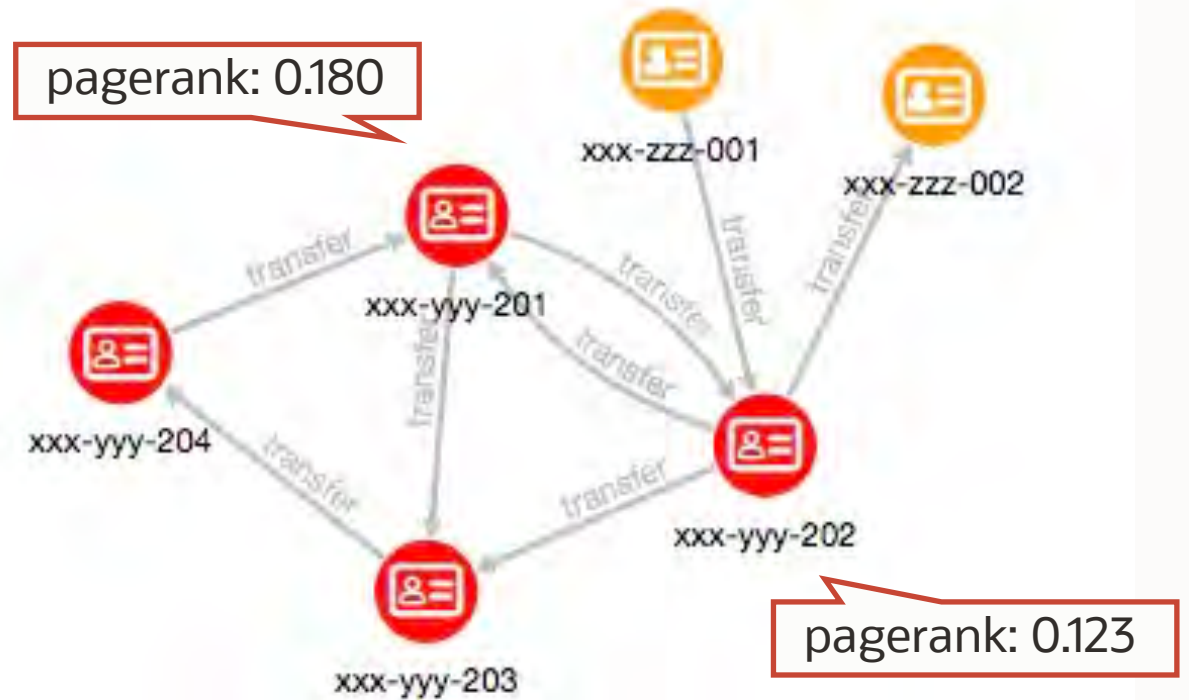 pagerank: 0.180
xxx-zzz-001
xxx-zzz-002
transfer
transfer
transfer
transfer
xxx-yyy-201
transfer
transfer
xxx-yyy-204
transfer
transfer
xxx-yyy-202
pagerank: 0.123
xxx-yyy-203